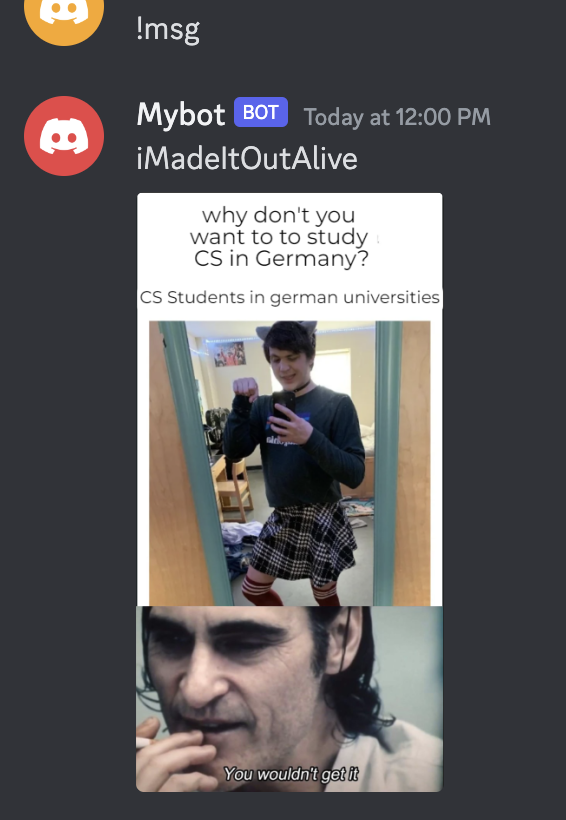 !msg
Mybot BOT Today at 12:00 PM
iMadeItOutAlive
why don't you
want to to study
CS in Germany?
CS Students in german universities
You wouldn't get it